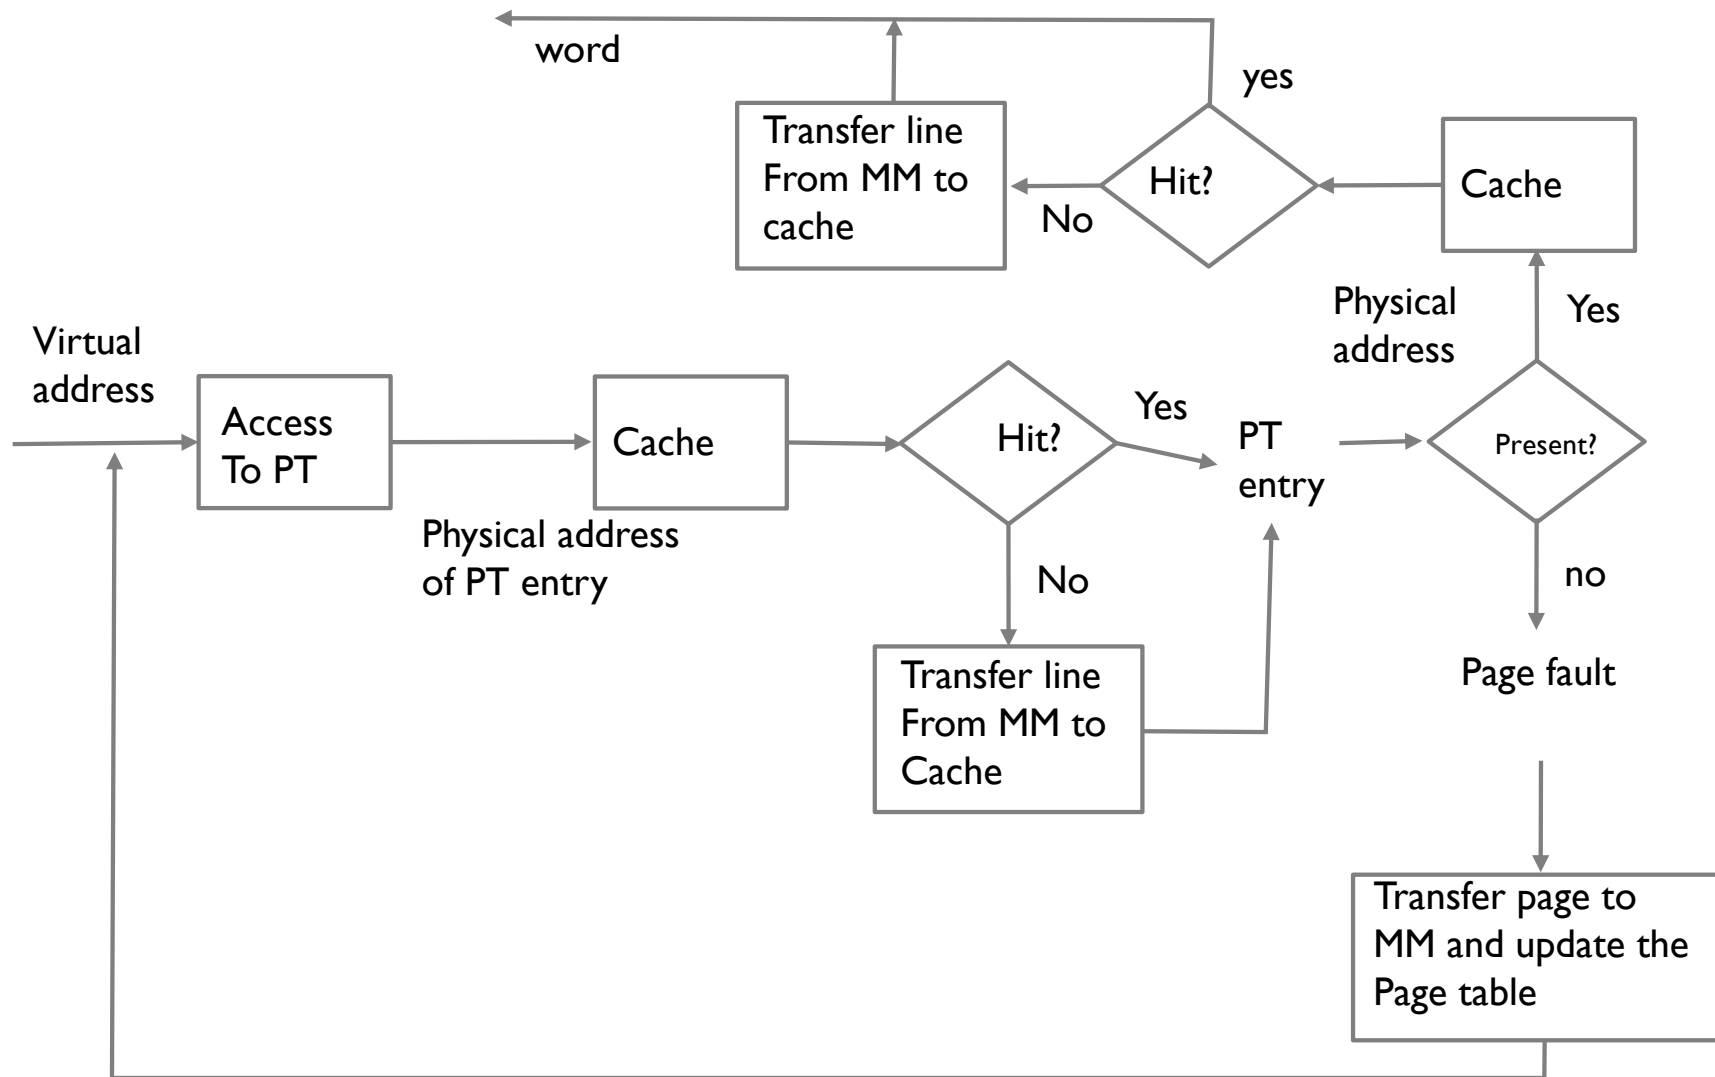 word
yes
Transfer line
From MM to
cache
Hit?
No
Cache
Physical
address
Yes
Virtual
address
Access
To PT
Cache
Hit?
Yes
PT
entry
Present?
Physical address
of PT entry
No
no
Transfer line
From MM to
Cache
Page fault
Transfer page to
MM and update the
Page table